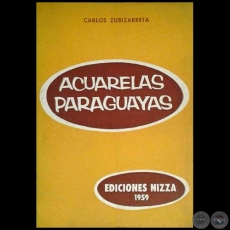 CARLOS ZUBIZARRETA
ACUARELAS
PARAGUAYAS
EDICIONES NIZZA
1959